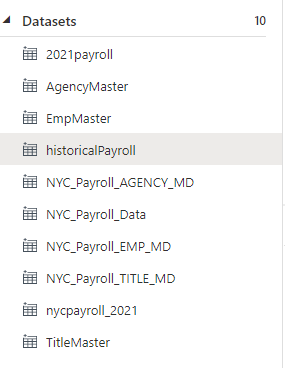 Datasets 10
2021payroll
AgencyMaster
EmpMaster
historicalPayroll
NYC_Payroll_AGENCY_MD
NYC_Payroll_Data
NYC_Payroll_EMP_MD
NYC_Payroll_TITLE_MD
nycpayroll_2021
TitleMaster